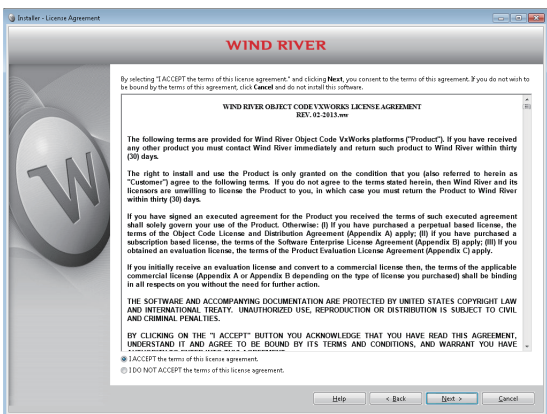 Installer - License Agreement
WIND RIVER
By selecting "I ACCEPT the terms of this license agreement." and clicking Next, you consent to the terms of this agreement. If you do not wish to
be bound by the terms of this agreement, click Cancel and do not install this software.
WIND RIVER OBJECT CODE VXWORKS LICENSE AGREEMENT
REV. 02-2013.ww
The following terms are provided for Wind River Object Code VxWorks platforms ("Product"). If you have received
any other product you must contact Wind River immediately and return such product to Wind River within thirty
(30) days.
The right to install and use the Product is only granted on the condition that you (also referred to herein as
"Customer") agree to the following terms. If you do not agree to the terms stated herein, then Wind River and its
licensors are unwilling to license the Product to you, in which case you must return the Product to Wind River
within thirty (30) days.
If you have signed an executed agreement for the Product you received the terms of such executed agreement
shall solely govern your use of the Product. Otherwise: (I) If you have purchased a perpetual based license, the
terms of the Object Code License and Distribution Agreement (Appendix A) apply; (II) if you have purchased a
subscription based license, the terms of the Software Enterprise License Agreement (Appendix B) apply; (III) If you
obtained an evaluation license, the terms of the Product Evaluation License Agreement (Appendix C) apply.
If you initially receive an evaluation license and convert to a commercial license then, the terms of the applicable
commercial license (Appendix A or Appendix B depending on the type of license you purchased) shall be binding
in all respects on you without the need for further action.
THE SOFTWARE AND ACCOMPANYING DOCUMENTATION ARE PROTECTED BY UNITED STATES COPYRIGHT LAW
AND INTERNATIONAL TREATY. UNAUTHORIZED USE, REPRODUCTION OR DISTRIBUTION IS SUBJECT TO CIVIL
AND CRIMINAL PENALTIES.
BY CLICKING ON THE "I ACCEPT" BUTTON YOU ACKNOWLEDGE THAT YOU HAVE READ THIS AGREEMENT,
UNDERSTAND IT AND AGREE TO BE BOUND BY ITS TERMS AND CONDITIONS, AND WARRANT YOU HAVE
I ACCEPT the terms of this license agreement.
I DO NOT ACCEPT the terms of this license agreement.
Help
< Back
Next >
Cancel